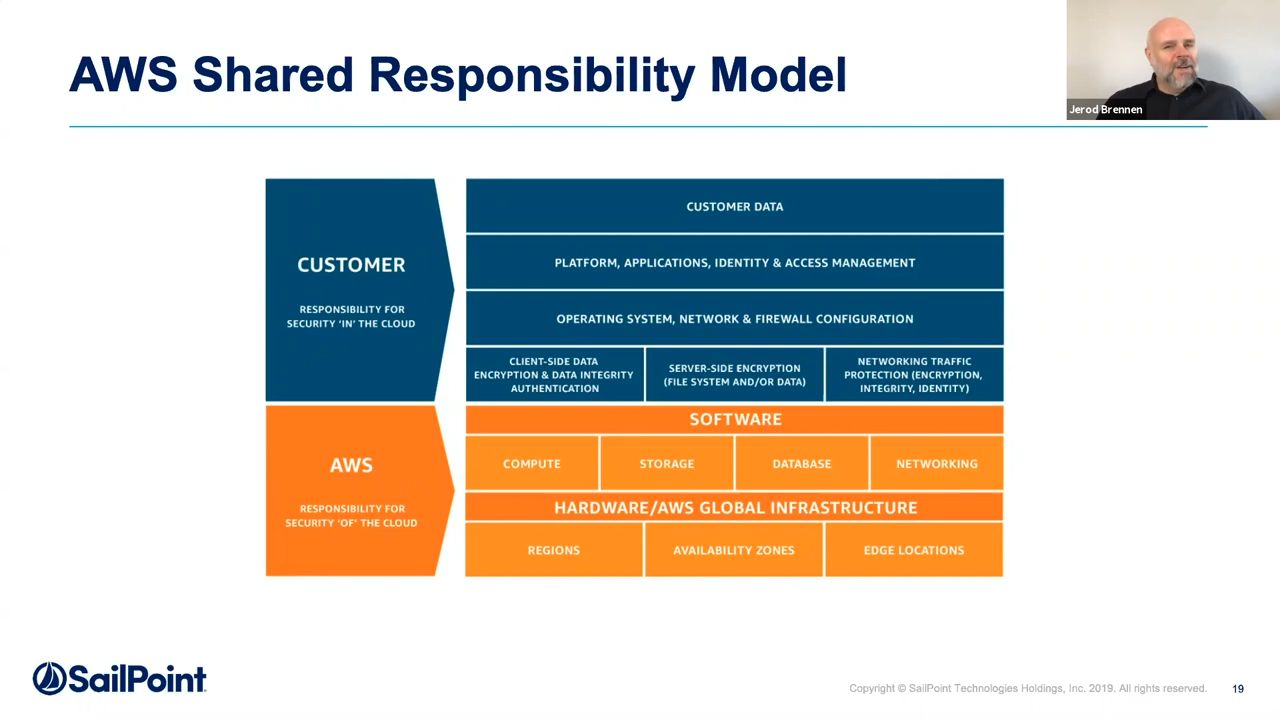 AWS Shared Responsibility Model
Jerod Brennen
CUSTOMER
RESPONSIBILITY FOR
SECURITY ‘IN’ THE CLOUD
CUSTOMER DATA
PLATFORM, APPLICATIONS, IDENTITY & ACCESS MANAGEMENT
OPERATING SYSTEM, NETWORK & FIREWALL CONFIGURATION
CLIENT-SIDE DATA
ENCRYPTION & DATA INTEGRITY
AUTHENTICATION
SERVER-SIDE ENCRYPTION
(FILE SYSTEM AND/OR DATA)
NETWORKING TRAFFIC
PROTECTION (ENCRYPTION,
INTEGRITY, IDENTITY)
AWS
RESPONSIBILITY FOR
SECURITY ‘OF’ THE CLOUD
SOFTWARE
COMPUTE
STORAGE
DATABASE
NETWORKING
HARDWARE/AWS GLOBAL INFRASTRUCTURE
REGIONS
AVAILABILITY ZONES
EDGE LOCATIONS
SailPoint
Copyright © SailPoint Technologies Holdings, Inc. 2019. All rights reserved.
19